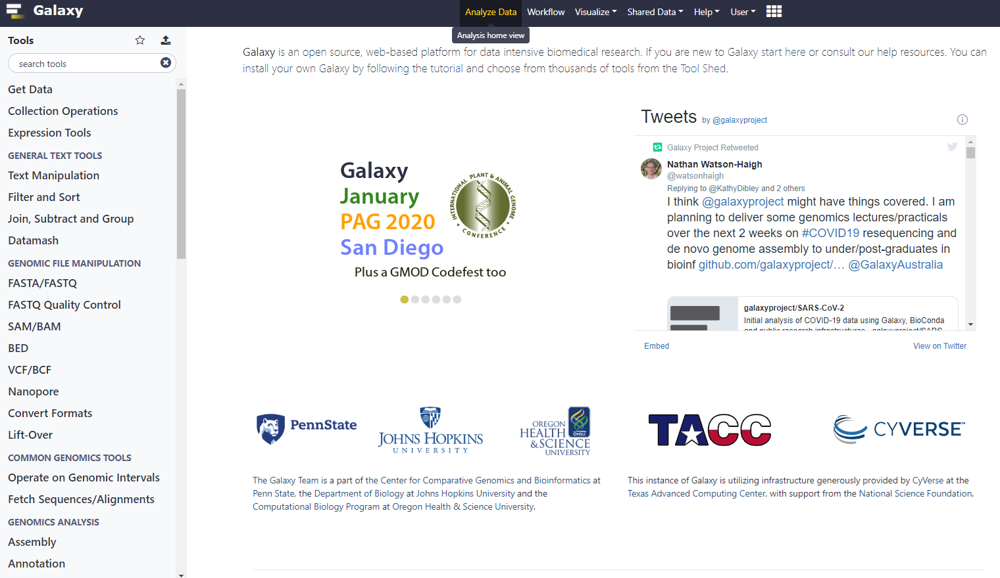 Galaxy
Analyze Data Workflow Visualize Shared Data Help User
Analysis home view
Tools
search tools
Get Data
Collection Operations
Expression Tools
GENERAL TEXT TOOLS
Text Manipulation
Filter and Sort
Join, Subtract and Group
Datamash
GENOMIC FILE MANIPULATION
FASTA/FASTQ
FASTQ Quality Control
SAM/BAM
BED
VCF/BCF
Nanopore
Convert Formats
Lift-Over
COMMON GENOMICS TOOLS
Operate on Genomic Intervals
Fetch Sequences/Alignments
GENOMICS ANALYSIS
Assembly
Annotation
Galaxy is an open source, web-based platform for data intensive biomedical research. If you are new to Galaxy start here or consult our help resources. You can
install your own Galaxy by following the tutorial and choose from thousands of tools from the Tool Shed.
Galaxy
January
PAG 2020
San Diego
Plus a GMOD Codefest too
INTERNATIONAL PLANT & ANIMAL GENOME
• CONFERENCE •
Tweets by @galaxyproject
Galaxy Project Retweeted
Nathan Watson-Haigh
@watsonhaigh
Replying to @KathyDibley and 2 others
I think @galaxyproject might have things covered. I am
planning to deliver some genomics lectures/practicals
over the next 2 weeks on #COVID19 resequencing and
de novo genome assembly to under/post-graduates in
bioinf github.com/galaxyproject/… @GalaxyAustralia
galaxyproject/SARS-CoV-2
Initial analysis of COVID-19 data using Galaxy, BioConda
and public research infrastructures - galaxyproject/SARS
Embed
View on Twitter
PennState
JOHNS HOPKINS
UNIVERSITY
OREGON
HEALTH
& SCIENCE
UNIVERSITY
OHSU
TACC
CYVERSE™
The Galaxy Team is a part of the Center for Comparative Genomics and Bioinformatics at
Penn State, the Department of Biology at Johns Hopkins University and the
Computational Biology Program at Oregon Health & Science University.
This instance of Galaxy is utilizing infrastructure generously provided by CyVerse at the
Texas Advanced Computing Center, with support from the National Science Foundation.